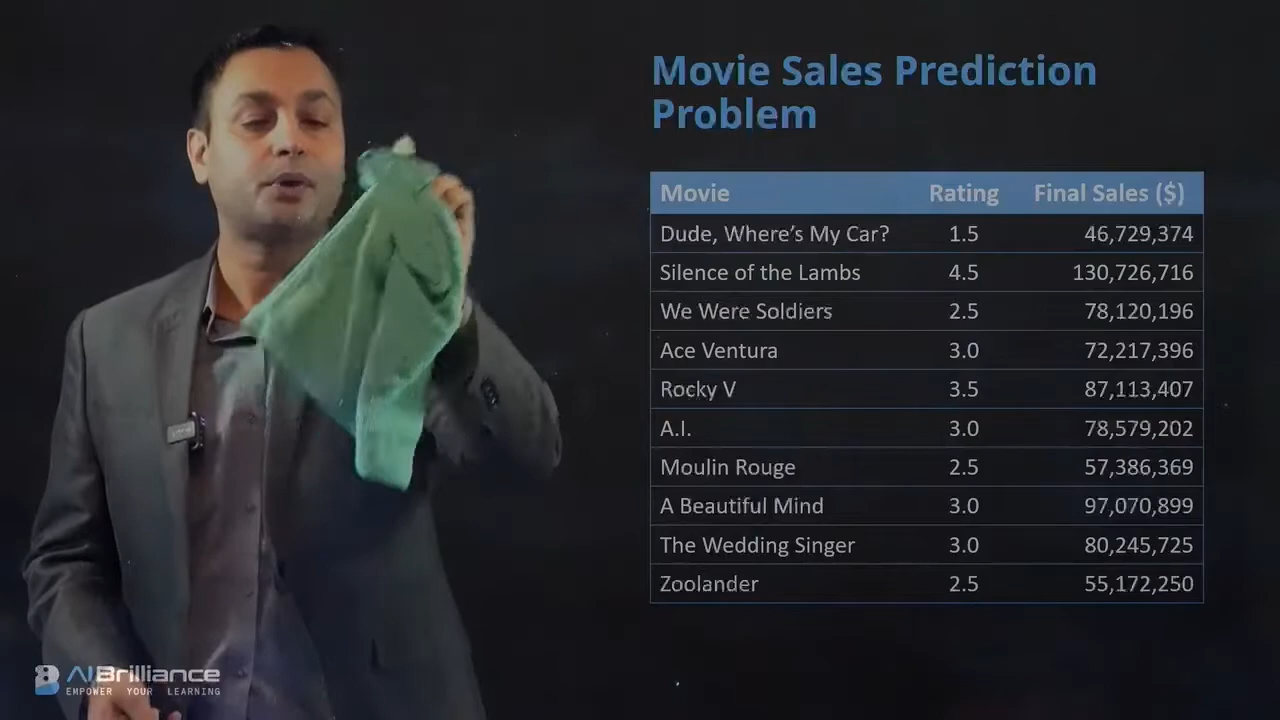 Movie Sales Prediction
Problem
Movie Rating Final Sales ($)
Dude, Where's My Car? 1.5 46,729,374
Silence of the Lambs 4.5 130,726,716
We Were Soldiers 2.5 78,120,196
Ace Ventura 3.0 72,217,396
Rocky V 3.5 87,113,407
A.I. 3.0 78,579,202
Moulin Rouge 2.5 57,386,369
A Beautiful Mind 3.0 97,070,899
The Wedding Singer 3.0 80,245,725
Zoolander 2.5 55,172,250
AI Brilliance
EMPOWER YOUR LEARNING